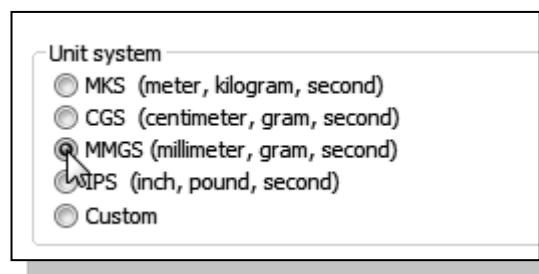 Unit system
MKS (meter, kilogram, second)
CGS (centimeter, gram, second)
MMGS (millimeter, gram, second)
IPS (inch, pound, second)
Custom